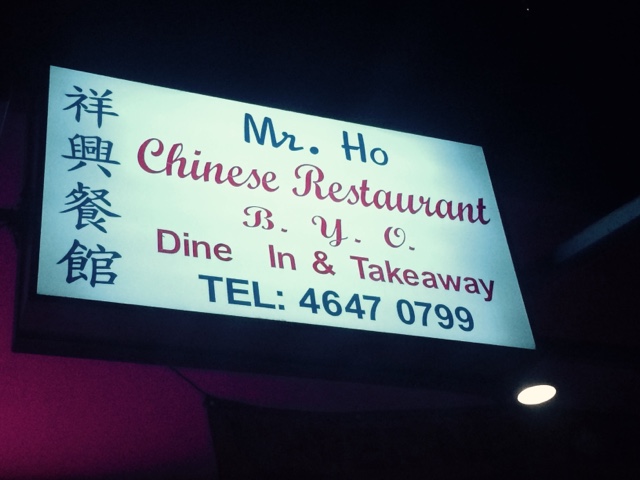 祥興餐館
Mr. Ho
Chinese Restaurant
B. Y. O.
Dine In & Takeaway
TEL: 4647 0799